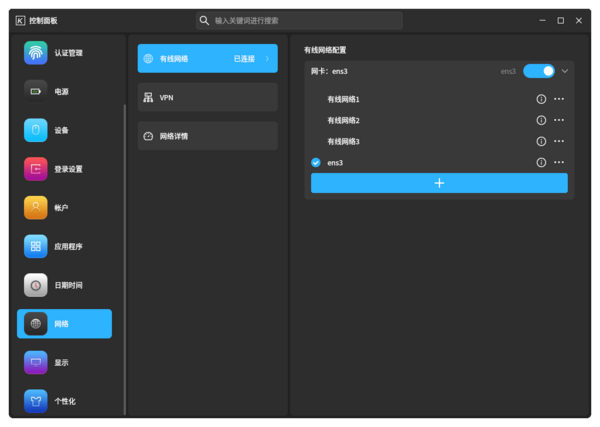 控制面板
输入关键词进行搜索
认证管理
电源
设备
登录设置
帐户
应用程序
日期时间
网络
显示
个性化
有线网络 已连接
VPN
网络详情
有线网络配置
网卡：ens3 ens3
有线网络1
有线网络2
有线网络3
ens3